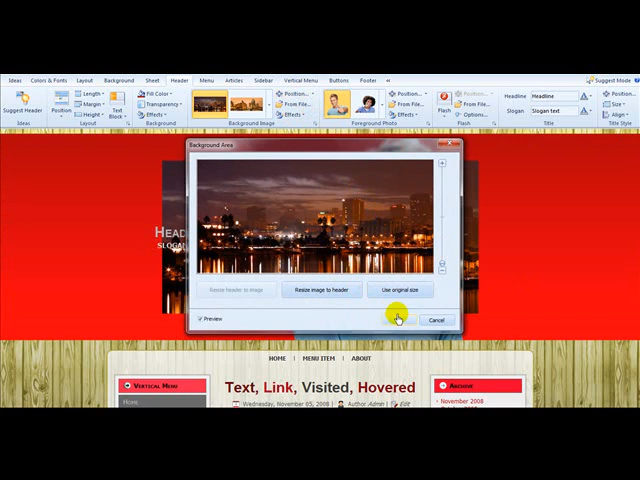 Ideas Colors & Fonts Layout Background Sheet Header Menu Articles Sidebar Vertical Menu Buttons Footer « Suggest Mode
Suggest Header
Position
Length
Margin
Height
Text Block
Fill Color
Transparency
Effects
Position...
From File...
Effects
Position...
From File...
Effects
Flash
Position...
From File...
Options...
Headline Headline
Slogan Slogan text
Position...
Size
Align
Ideas Layout Background Background Image Foreground Photo Flash Title Title Style
Background Area
HEAD
SLOGAN
Resize header to image Resize image to header Use original size
Preview Cancel
HOME | MENU ITEM | ABOUT
VERTICAL MENU
Home
Text, Link, Visited, Hovered
Wednesday, November 05, 2008 | Author Admin | Edit
ARCHIVE
November 2008